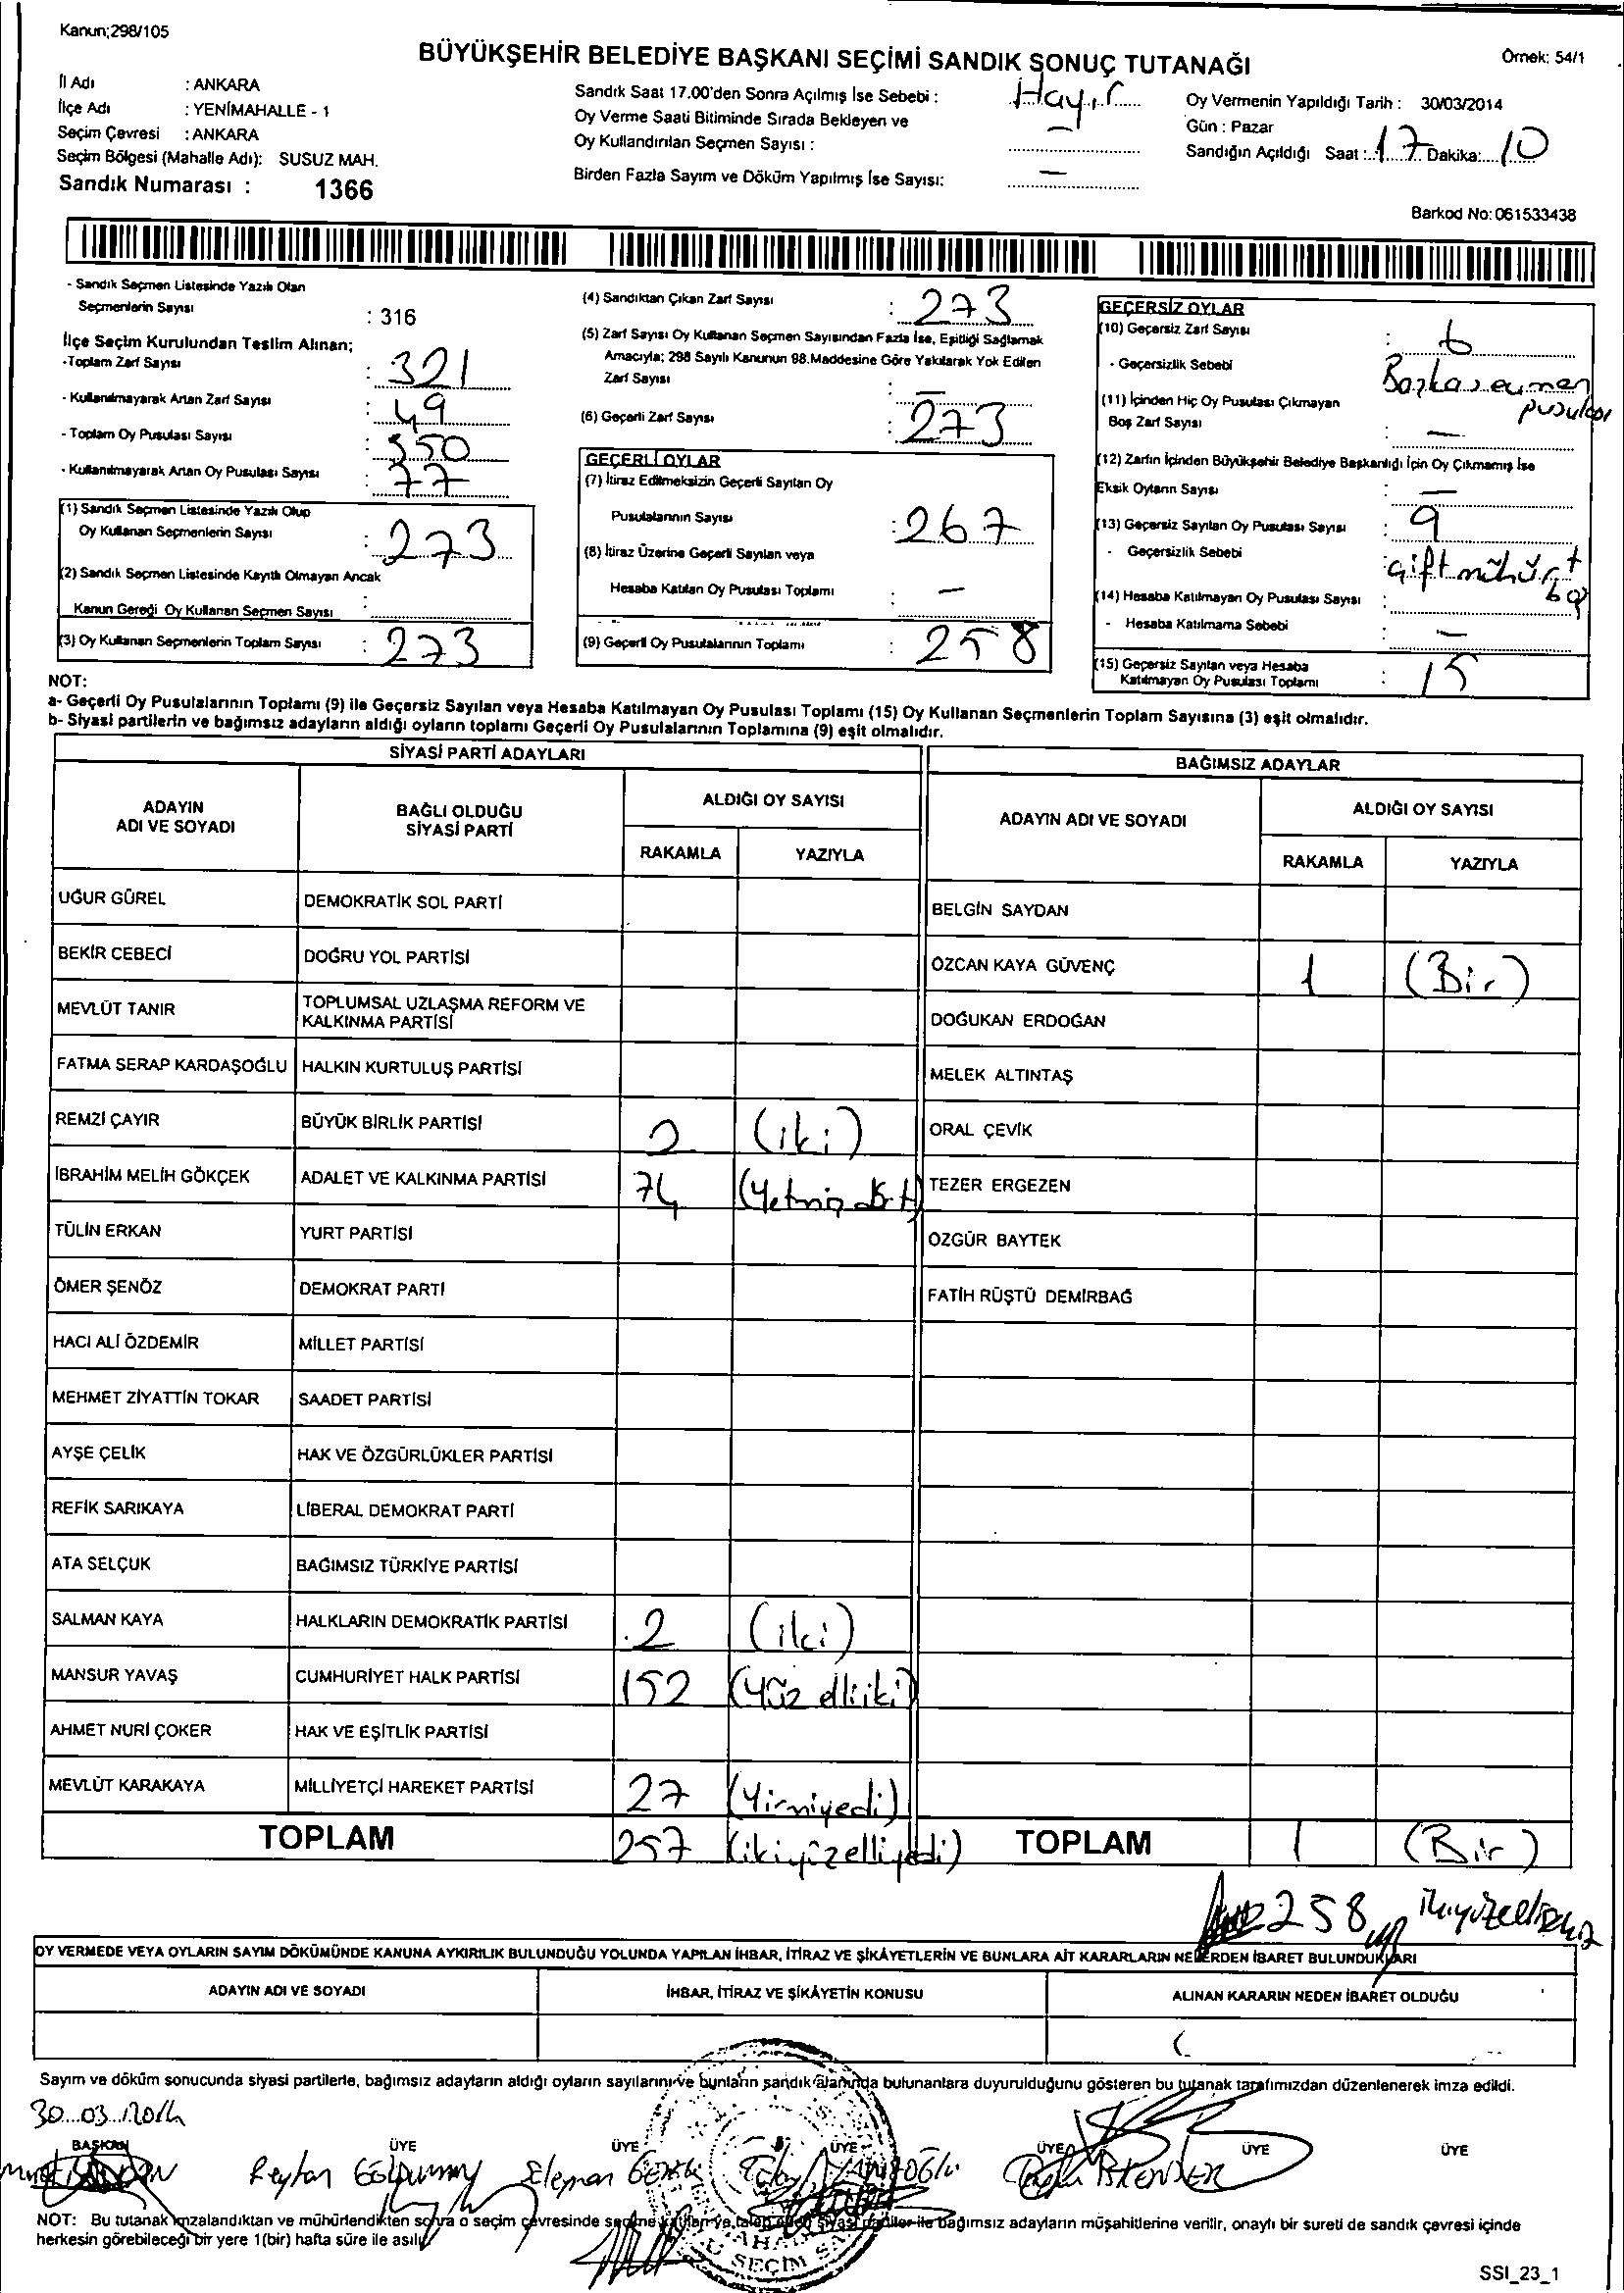 Kanun;298/105
BÜYÜKŞEHİR BELEDİYE BAŞKANI SEÇİMİ SANDIK SONUÇ TUTANAĞI
Örnek: 54/1
İl Adı : ANKARA
İlçe Adı : YENİMAHALLE - 1
Seçim Çevresi : ANKARA
Seçim Bölgesi (Mahalle Adı): SUSUZ MAH.
Sandık Numarası : 1366
Sandık Saat 17.00'den Sonra Açılmış İse Sebebi : Hayır
Oy Verme Saati Bitiminde Sırada Bekleyen ve
Oy Kullandırılan Seçmen Sayısı : –
Birden Fazla Sayım ve Döküm Yapılmış İse Sayısı: –
Oy Vermenin Yapıldığı Tarih : 30/03/2014
Gün : Pazar
Sandığın Açıldığı Saat : 17 Dakika: 10
Barkod No: 061533438
- Sandık Seçmen Listesinde Yazılı Olan
Seçmenlerin Sayısı : 316
İlçe Seçim Kurulundan Teslim Alınan;
-Toplam Zarf Sayısı : 321
- Kullanılmayarak Artan Zarf Sayısı : 49
- Toplam Oy Pusulası Sayısı : 350
- Kullanılmayarak Artan Oy Pusulası Sayısı : 77
(1) Sandık Seçmen Listesinde Yazılı Olup
Oy Kullanan Seçmenlerin Sayısı : 273
(2) Sandık Seçmen Listesinde Kayıtlı Olmayan Ancak
Kanun Gereği Oy Kullanan Seçmen Sayısı :
(3) Oy Kullanan Seçmenlerin Toplam Sayısı : 273
(4) Sandıktan Çıkan Zarf Sayısı : 273
(5) Zarf Sayısı Oy Kullanan Seçmen Sayısından Fazla İse, Eşitliği Sağlamak
Amacıyla; 298 Sayılı Kanunun 98.Maddesine Göre Yakılarak Yok Edilen
Zarf Sayısı : –
(6) Geçerli Zarf Sayısı : 273
GEÇERLİ OYLAR
(7) İtiraz Edilmeksizin Geçerli Sayılan Oy
Pusulalarının Sayısı : 267
(8) İtiraz Üzerine Geçerli Sayılan veya
Hesaba Katılan Oy Pusulası Toplamı : –
(9) Geçerli Oy Pusulalarının Toplamı : 258
GEÇERSİZ OYLAR
(10) Geçersiz Zarf Sayısı : 6
- Geçersizlik Sebebi : Başka seçmen
pusulası
(11) İçinden Hiç Oy Pusulası Çıkmayan
Boş Zarf Sayısı : –
(12) Zarfın İçinden Büyükşehir Belediye Başkanlığı İçin Oy Çıkmamış İse
Eksik Oyların Sayısı : –
(13) Geçersiz Sayılan Oy Pusulası Sayısı : 9
- Geçersizlik Sebebi : çift mühür
(14) Hesaba Katılmayan Oy Pusulası Sayısı :
- Hesaba Katılmama Sebebi : –
(15) Geçersiz Sayılan veya Hesaba
Katılmayan Oy Pusulası Toplamı : 15
NOT:
a- Geçerli Oy Pusulalarının Toplamı (9) ile Geçersiz Sayılan veya Hesaba Katılmayan Oy Pusulası Toplamı (15) Oy Kullanan Seçmenlerin Toplam Sayısına (3) eşit olmalıdır.
b- Siyasi partilerin ve bağımsız adayların aldığı oyların toplamı Geçerli Oy Pusulalarının Toplamına (9) eşit olmalıdır.
SİYASİ PARTİ ADAYLARI
ADAYIN ADI VE SOYADI BAĞLI OLDUĞU SİYASİ PARTİ ALDIĞI OY SAYISI
RAKAMLA YAZIYLA
UĞUR GÜREL DEMOKRATİK SOL PARTİ
BEKİR CEBECİ DOĞRU YOL PARTİSİ
MEVLÜT TANIR TOPLUMSAL UZLAŞMA REFORM VE
KALKINMA PARTİSİ
FATMA SERAP KARDAŞOĞLU HALKIN KURTULUŞ PARTİSİ
REMZİ ÇAYIR BÜYÜK BİRLİK PARTİSİ 2 (iki)
İBRAHİM MELİH GÖKÇEK ADALET VE KALKINMA PARTİSİ 74 (Yetmiş dört)
TÜLİN ERKAN YURT PARTİSİ
ÖMER ŞENÖZ DEMOKRAT PARTİ
HACI ALİ ÖZDEMİR MİLLET PARTİSİ
MEHMET ZİYATTİN TOKAR SAADET PARTİSİ
AYŞE ÇELİK HAK VE ÖZGÜRLÜKLER PARTİSİ
REFİK SARIKAYA LİBERAL DEMOKRAT PARTİ
ATA SELÇUK BAĞIMSIZ TÜRKİYE PARTİSİ
SALMAN KAYA HALKLARIN DEMOKRATİK PARTİSİ 2 (iki)
MANSUR YAVAŞ CUMHURİYET HALK PARTİSİ 152 (Yüz elli iki)
AHMET NURİ ÇOKER HAK VE EŞİTLİK PARTİSİ
MEVLÜT KARAKAYA MİLLİYETÇİ HAREKET PARTİSİ 27 (Yirmiyedi)
TOPLAM 257 (ikiyüzelliyedi)
BAĞIMSIZ ADAYLAR
ADAYIN ADI VE SOYADI ALDIĞI OY SAYISI
RAKAMLA YAZIYLA
BELGİN SAYDAN
ÖZCAN KAYA GÜVENÇ 1 (Bir)
DOĞUKAN ERDOĞAN
MELEK ALTINTAŞ
ORAL ÇEVİK
TEZER ERGEZEN
ÖZGÜR BAYTEK
FATİH RÜŞTÜ DEMİRBAĞ
TOPLAM 1 (Bir)
258 ikiyüzellisekiz
OY VERMEDE VEYA OYLARIN SAYIM DÖKÜMÜNDE KANUNA AYKIRILIK BULUNDUĞU YOLUNDA YAPILAN İHBAR, İTİRAZ VE ŞİKÂYETLERİN VE BUNLARA AİT KARARLARIN NELERDEN İBARET BULUNDUKLARI
ADAYIN ADI VE SOYADI İHBAR, İTİRAZ VE ŞİKÂYETİN KONUSU ALINAN KARARIN NEDEN İBARET OLDUĞU
Sayım ve döküm sonucunda siyasi partilerle, bağımsız adayların aldığı oyların sayılarını ve bunların sandık alanında bulunanlara duyurulduğunu gösteren bu tutanak tarafımızdan düzenlenerek imza edildi.
30.03.2014
BAŞKAN ÜYE ÜYE ÜYE ÜYE ÜYE ÜYE
NOT: Bu tutanak imzalandıktan ve mühürlendikten sonra o seçim çevresinde seçime katılan ve talep eden siyasi partiler ile bağımsız adayların müşahitlerine verilir, onaylı bir sureti de sandık çevresi içinde
herkesin görebileceği bir yere 1(bir) hafta süre ile asılır.
SSI_23_1